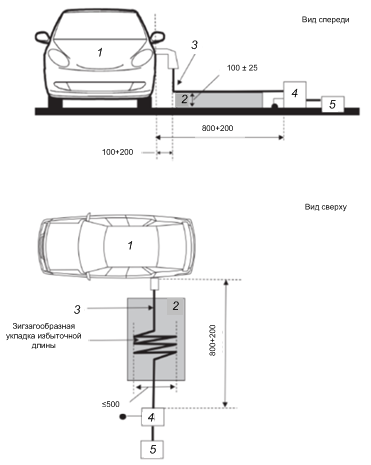 Вид спереди
1
3
100 ± 25
2
4
5
800+200
100+200
Вид сверху
1
3
2
Зигзагообразная
укладка избыточной
длины
800+200
≤500
4
5